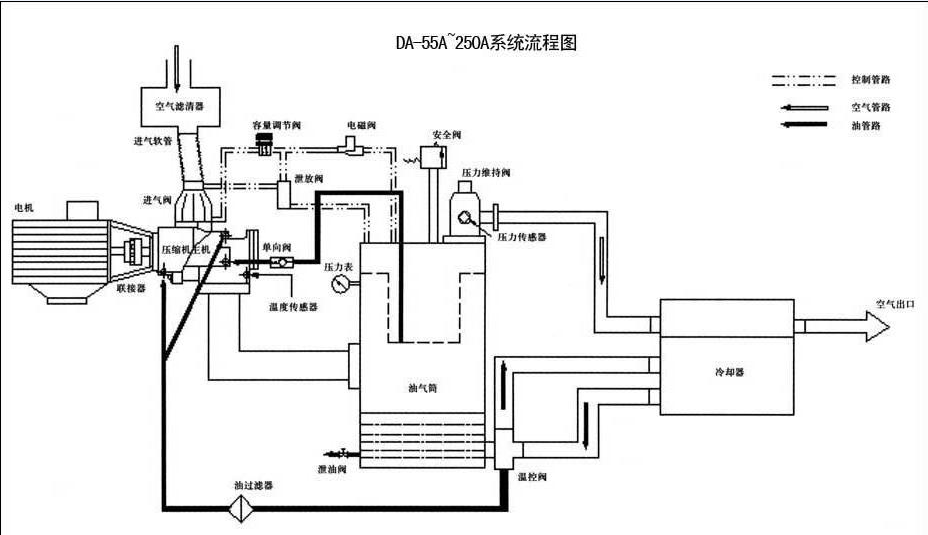 DA-55A~250A系统流程图
控制管路
空气管路
油管路
空气滤清器
进气软管
容量调节阀
电磁阀
安全阀
泄放阀
压力维持阀
进气阀
电机
压缩机主机
单向阀
压力传感器
压力表
联接器
温度传感器
空气出口
冷却器
油气筒
泄油阀
温控阀
油过滤器